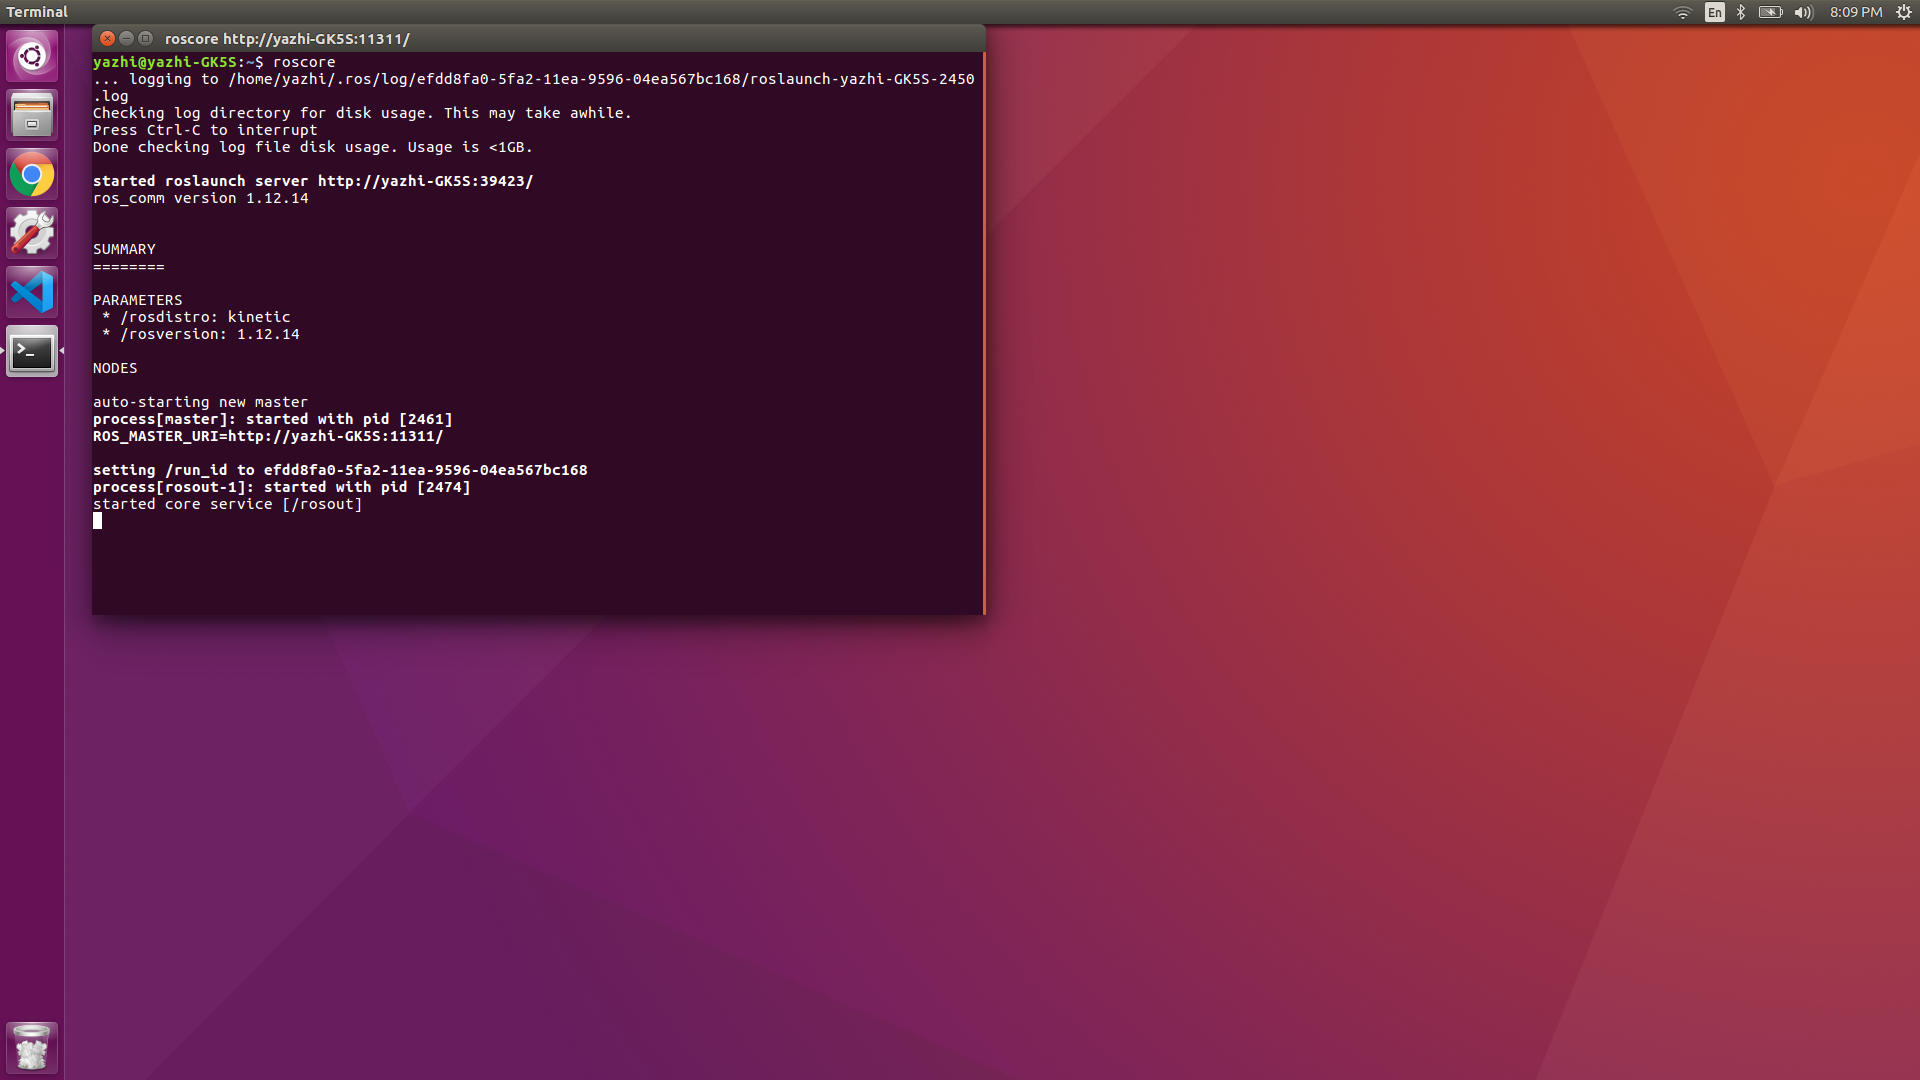 Terminal
En
8:09 PM
roscore http://yazhi-GK5S:11311/
yazhi@yazhi-GK5S:~$ roscore
... logging to /home/yazhi/.ros/log/efdd8fa0-5fa2-11ea-9596-04ea567bc168/roslaunch-yazhi-GK5S-2450
.log
Checking log directory for disk usage. This may take awhile.
Press Ctrl-C to interrupt
Done checking log file disk usage. Usage is <1GB.
started roslaunch server http://yazhi-GK5S:39423/
ros_comm version 1.12.14
SUMMARY
========
PARAMETERS
 * /rosdistro: kinetic
 * /rosversion: 1.12.14
NODES
auto-starting new master
process[master]: started with pid [2461]
ROS_MASTER_URI=http://yazhi-GK5S:11311/
setting /run_id to efdd8fa0-5fa2-11ea-9596-04ea567bc168
process[rosout-1]: started with pid [2474]
started core service [/rosout]